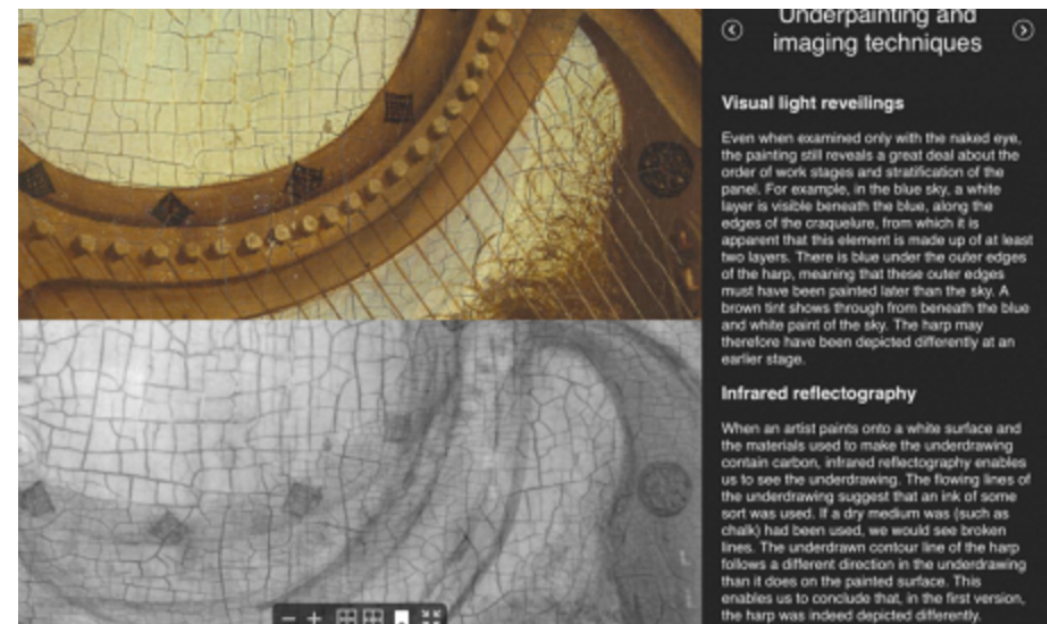 Underpainting and
imaging techniques
Visual light reveilings
Even when examined only with the naked eye,
the painting still reveals a great deal about the
order of work stages and stratification of the
panel. For example, in the blue sky, a white
layer is visible beneath the blue, along the
edges of the craquelure, from which it is
apparent that this element is made up of at least
two layers. There is blue under the outer edges
of the harp, meaning that these outer edges
must have been painted later than the sky. A
brown tint shows through from beneath the blue
and white paint of the sky. The harp may
therefore have been depicted differently at an
earlier stage.
Infrared reflectography
When an artist paints onto a white surface and
the materials used to make the underdrawing
contain carbon, infrared reflectography enables
us to see the underdrawing. The flowing lines of
the underdrawing suggest that an ink of some
sort was used. If a dry medium was (such as
chalk) had been used, we would see broken
lines. The underdrawn contour line of the harp
follows a different direction in the underdrawing
than it does on the painted surface. This
enables us to conclude that, in the first version,
the harp was indeed depicted differently.